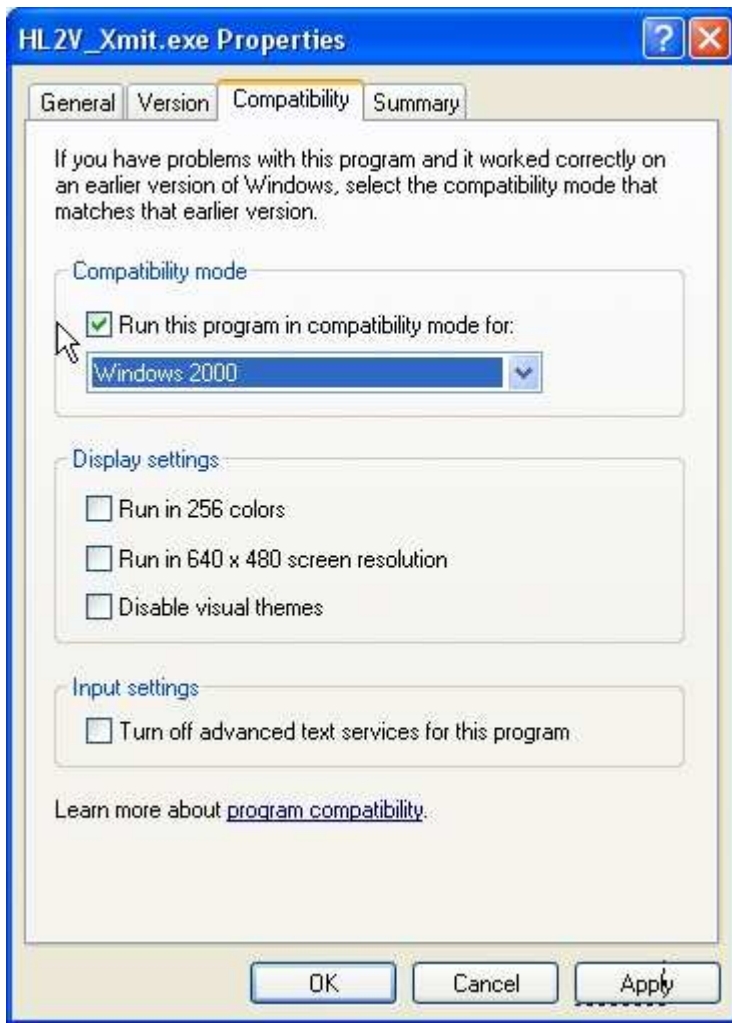 HL2V_Xmit.exe Properties
General Version Compatibility Summary
If you have problems with this program and it worked correctly on
an earlier version of Windows, select the compatibility mode that
matches that earlier version.
Compatibility mode
Run this program in compatibility mode for:
Windows 2000
Display settings
Run in 256 colors
Run in 640 x 480 screen resolution
Disable visual themes
Input settings
Turn off advanced text services for this program
Learn more about program compatibility.
OK Cancel Apply